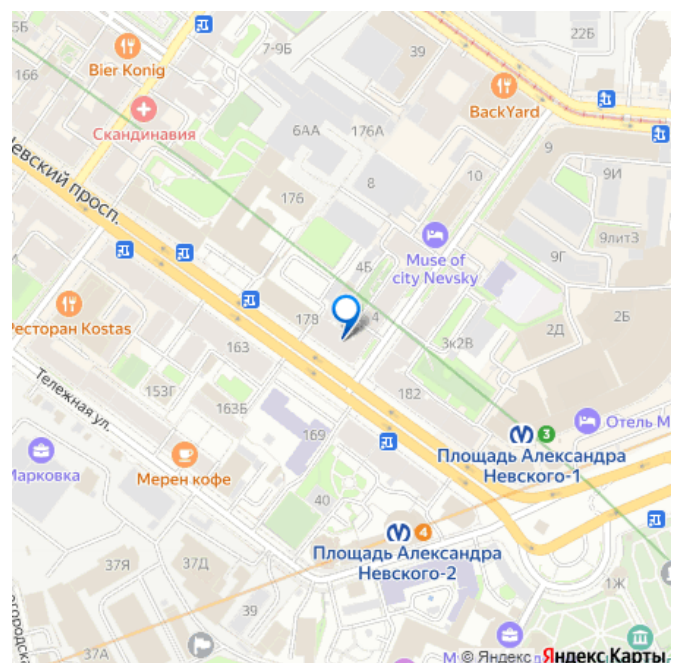 5Б
7-9Б
39
22Б
Bier Konig
166
BackYard
Скандинавия
6АА
176А
9
Невский просп.
8
10
9И
176
9лит3
Muse of
city Nevsky
4Б
9Г
178
4
Ресторан Kostas
163
3к2В
2Д
2Б
153Г
182
Тележная ул.
163Б
169
3
Отель М
Площадь Александра
Невского-1
Марковка
Мерен кофе
40
4
Площадь Александра
Невского-2
37Я
37Д
1Ж
39
37А
© Яндекс Яндекс Карты